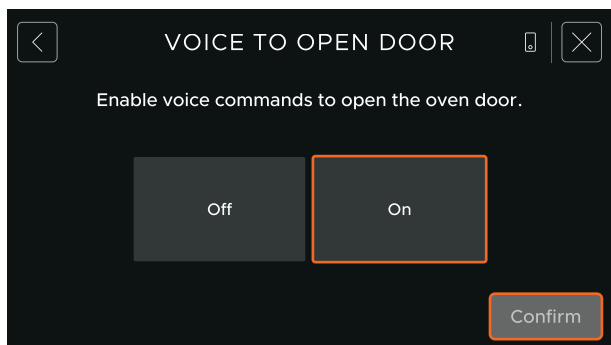 VOICE TO OPEN DOOR
Enable voice commands to open the oven door.
Off
On
Confirm